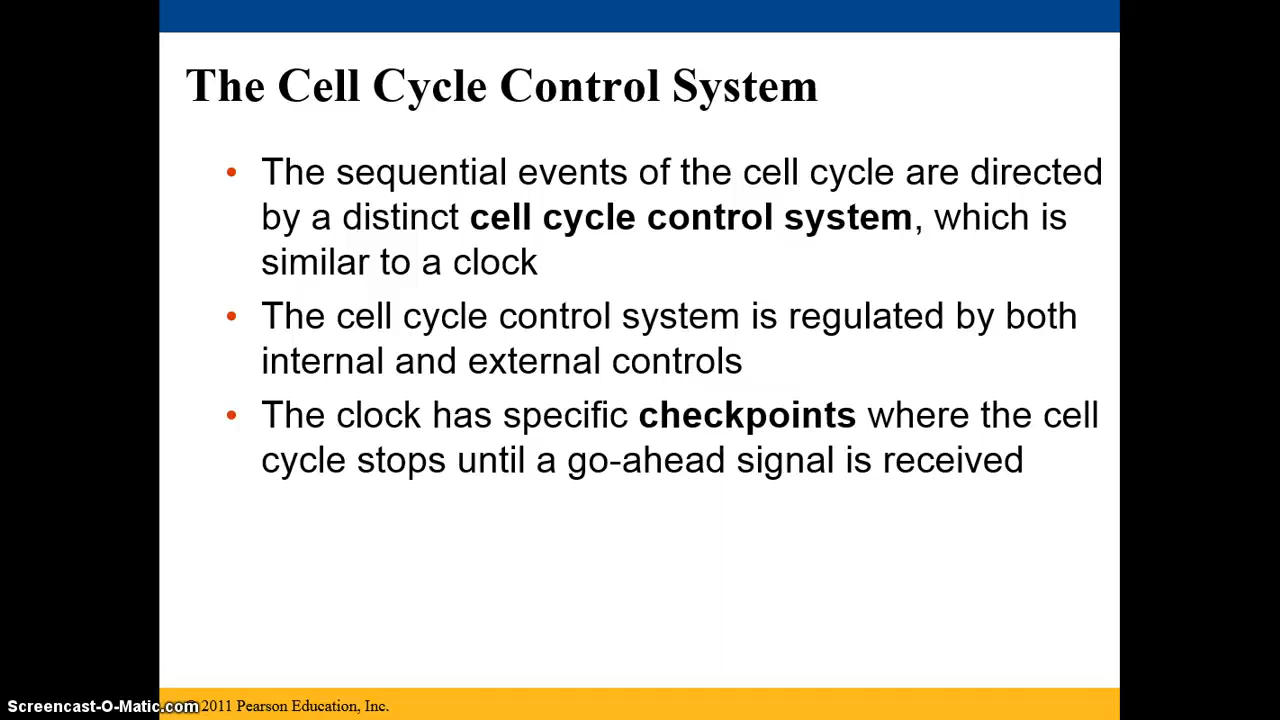 The Cell Cycle Control System
• The sequential events of the cell cycle are directed
by a distinct cell cycle control system, which is
similar to a clock
• The cell cycle control system is regulated by both
internal and external controls
• The clock has specific checkpoints where the cell
cycle stops until a go-ahead signal is received
Screencast-O-Matic.com 2011 Pearson Education, Inc.